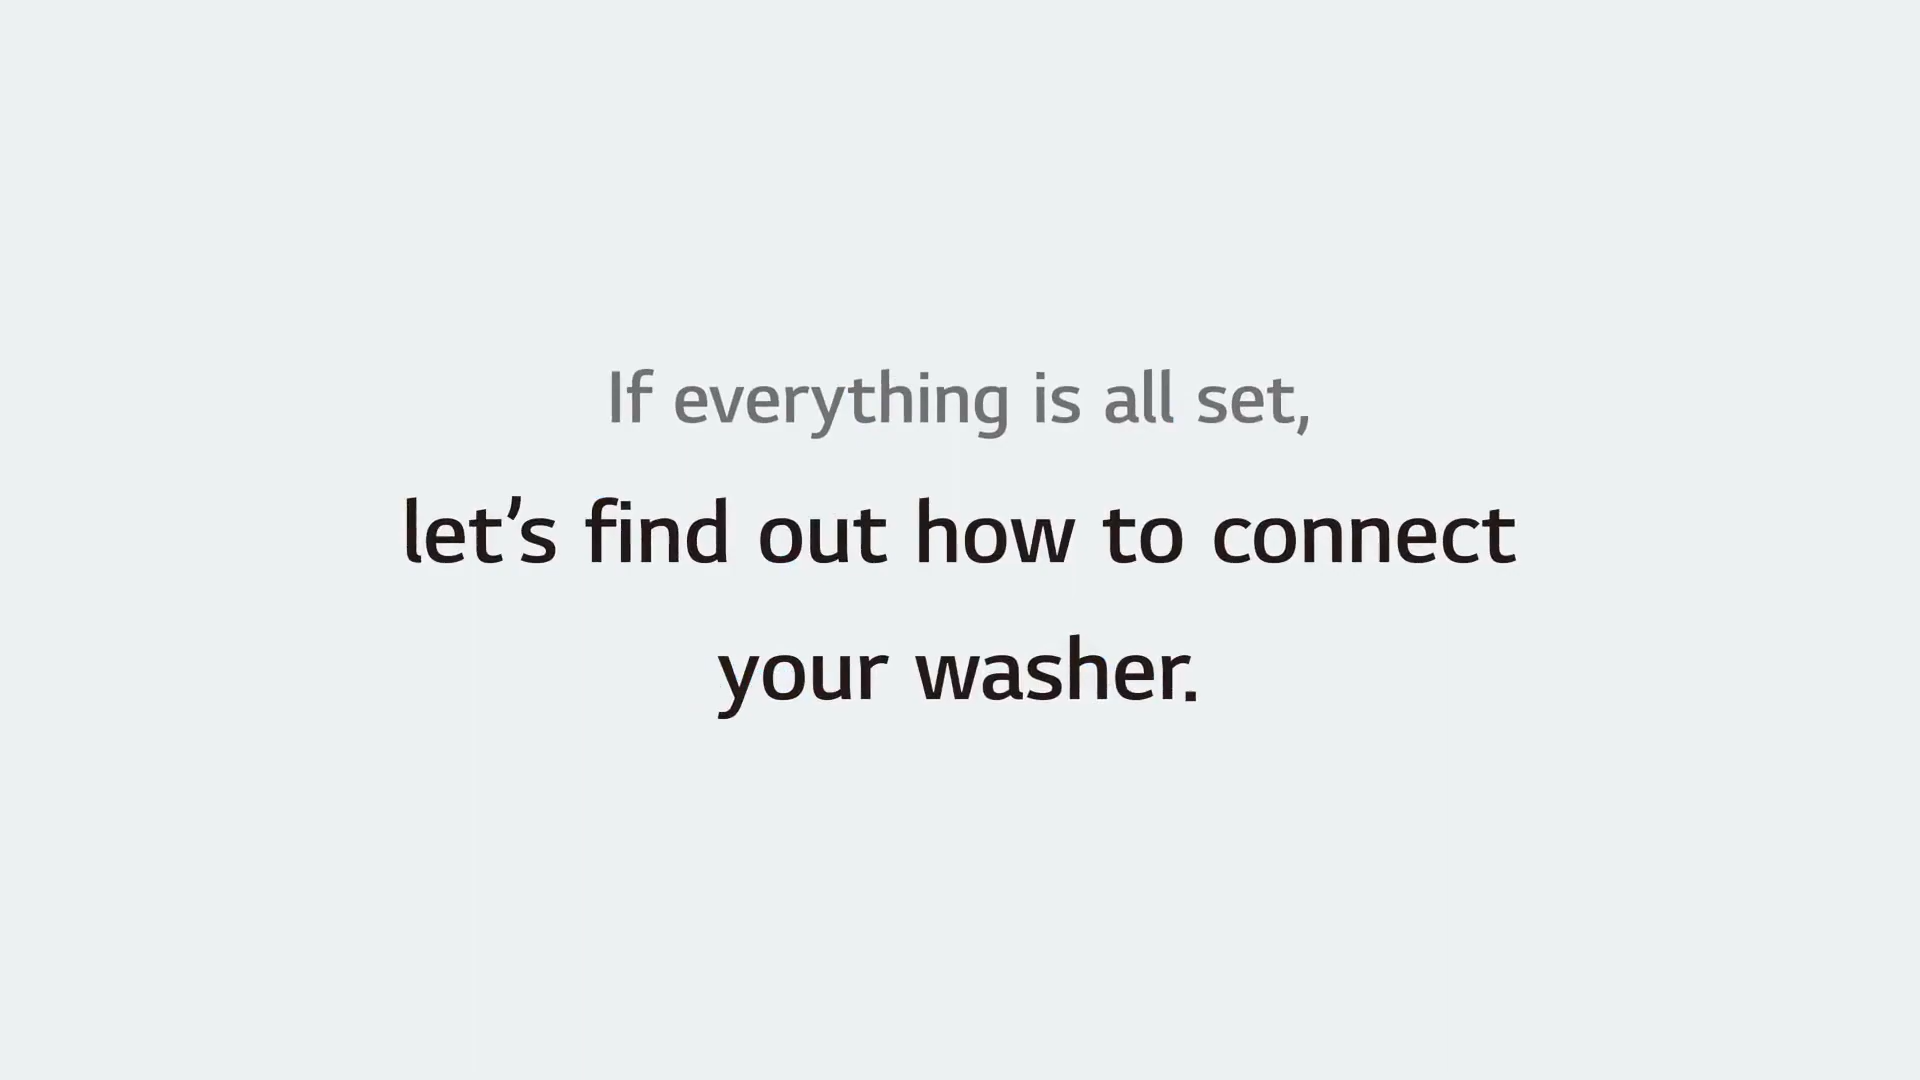 If everything is all set,
let’s find out how to connect
your washer.